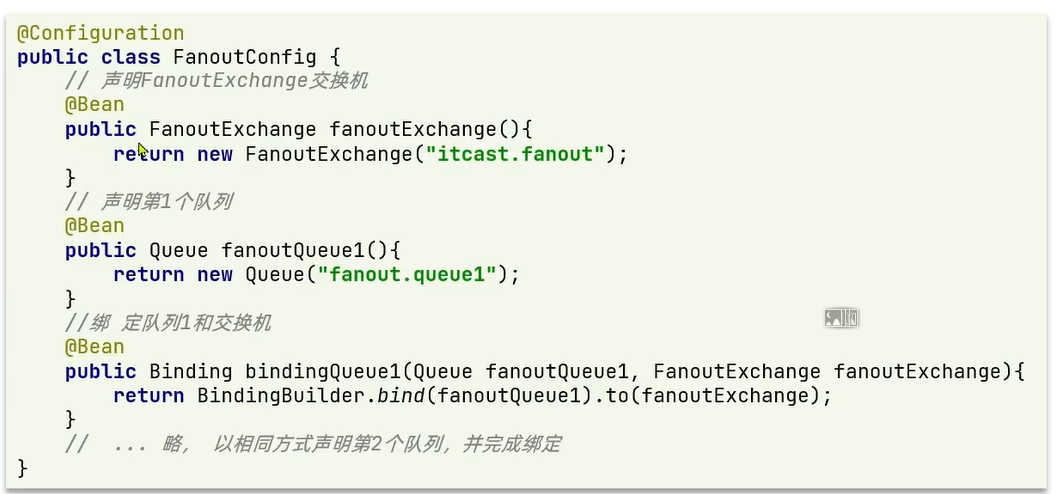 @Configuration
public class FanoutConfig {
    // 声明FanoutExchange交换机
    @Bean
    public FanoutExchange fanoutExchange(){
        return new FanoutExchange("itcast.fanout");
    }
    // 声明第1个队列
    @Bean
    public Queue fanoutQueue1(){
        return new Queue("fanout.queue1");
    }
    //绑 定队列1和交换机
    @Bean
    public Binding bindingQueue1(Queue fanoutQueue1, FanoutExchange fanoutExchange){
        return BindingBuilder.bind(fanoutQueue1).to(fanoutExchange);
    }
    //  ... 略， 以相同方式声明第2个队列，并完成绑定
}